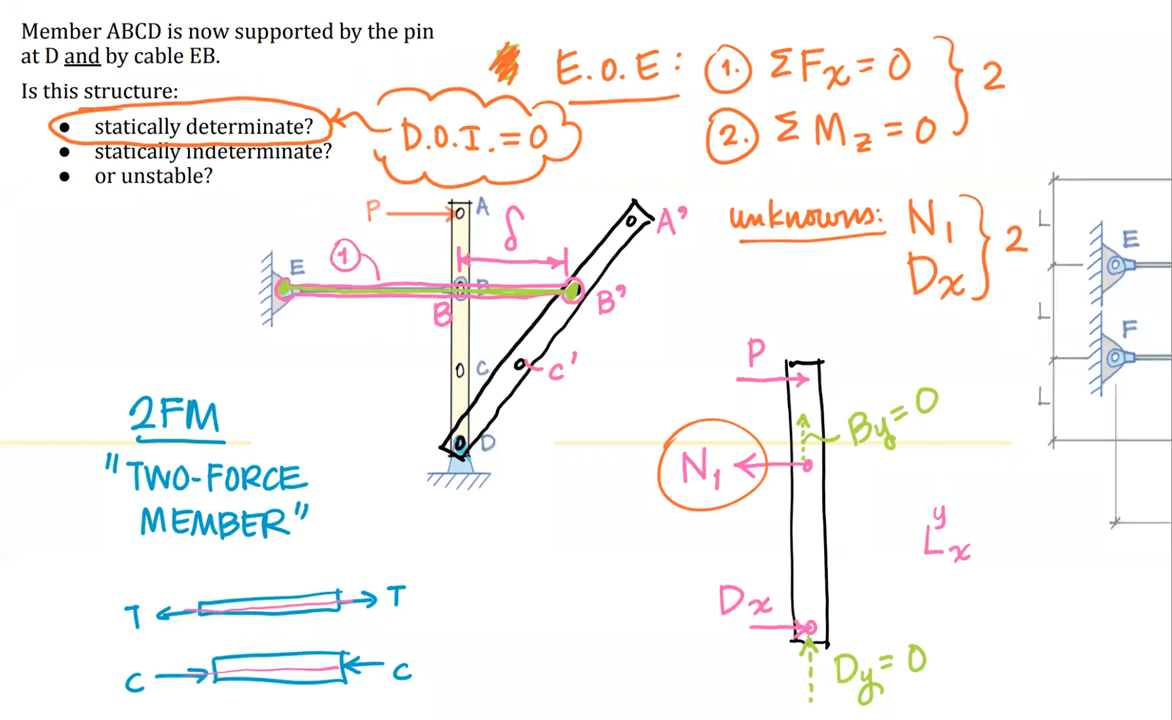 Member ABCD is now supported by the pin
at D and by cable EB.
Is this structure:
• statically determinate?
• statically indeterminate?
• or unstable?
D.O.I. = 0
E.O.E: ① ΣFx = 0 } 2
② ΣMz = 0
unknowns: N1 } 2
Dx
P
A
δ
A'
①
E
B
B
B'
C
C'
D
2FM
"TWO-FORCE
MEMBER"
T T
C C
P
By = 0
N1
Dx
Dy = 0
y
x
L
E
L
F
L